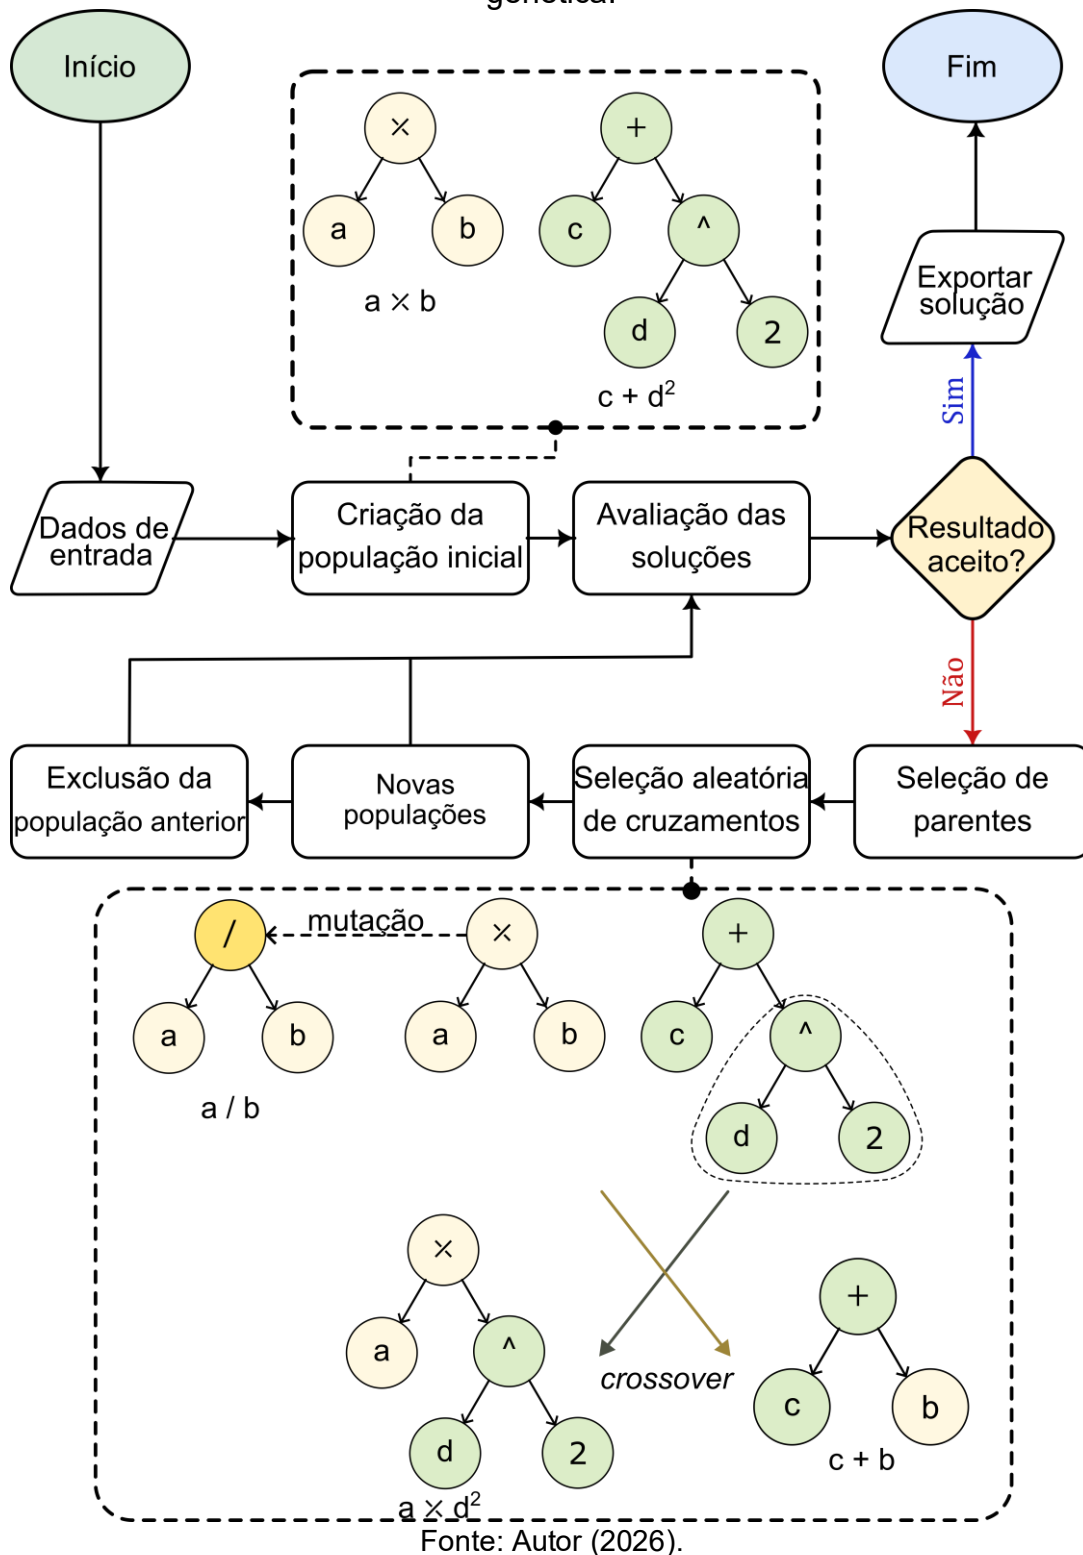 genética.
Início
Fim
×
+
a
b
c
^
a × b
d
2
c + d²
Exportar
solução
Sim
Dados de
entrada
Criação da
população inicial
Avaliação das
soluções
Resultado
aceito?
Não
Exclusão da
população anterior
Novas
populações
Seleção aleatória
de cruzamentos
Seleção de
parentes
/
mutação
×
+
a
b
a
b
c
^
a / b
d
2
×
+
a
^
crossover
c
b
d
2
c + b
a × d²
Fonte: Autor (2026).